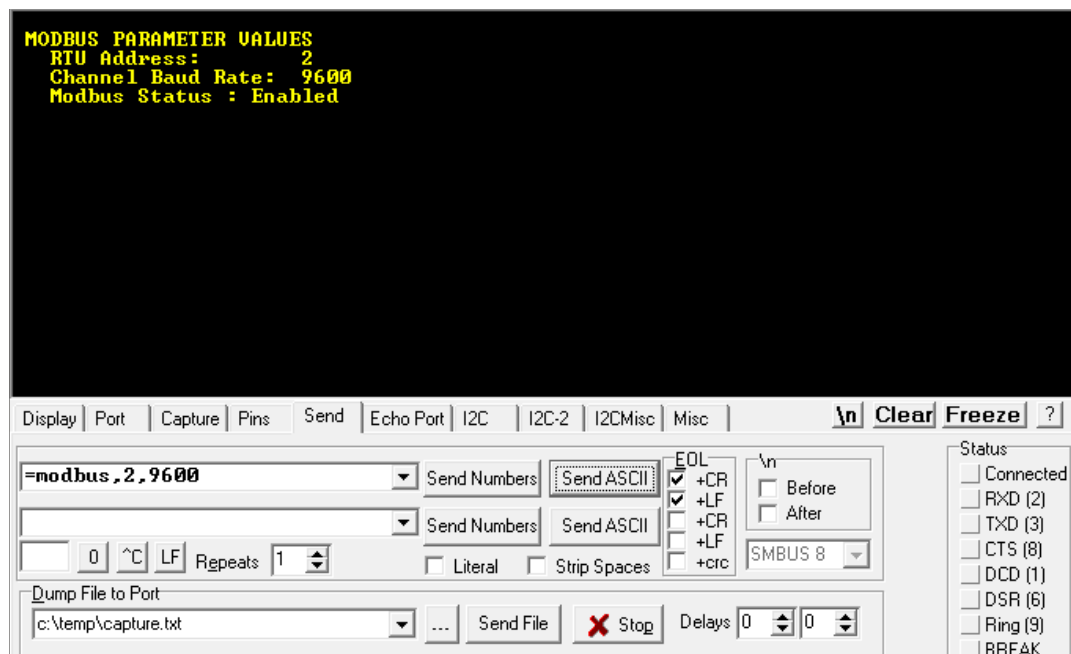 MODBUS PARAMETER VALUES
RTU Address: 2
Channel Baud Rate: 9600
Modbus Status : Enabled
Display Port Capture Pins Send Echo Port I2C I2C-2 I2CMisc Misc \n Clear Freeze ?
=modbus,2,9600 Send Numbers Send ASCII
Send Numbers Send ASCII
0 ^C LF Repeats 1 Literal Strip Spaces
EOL
+CR
+LF
+CR
+LF
+crc
\n
Before
After
SMBUS 8
Dump File to Port
c:\temp\capture.txt ... Send File Stop Delays 0 0
Status
Connected
RXD (2)
TXD (3)
CTS (8)
DCD (1)
DSR (6)
Ring (9)
BREAK